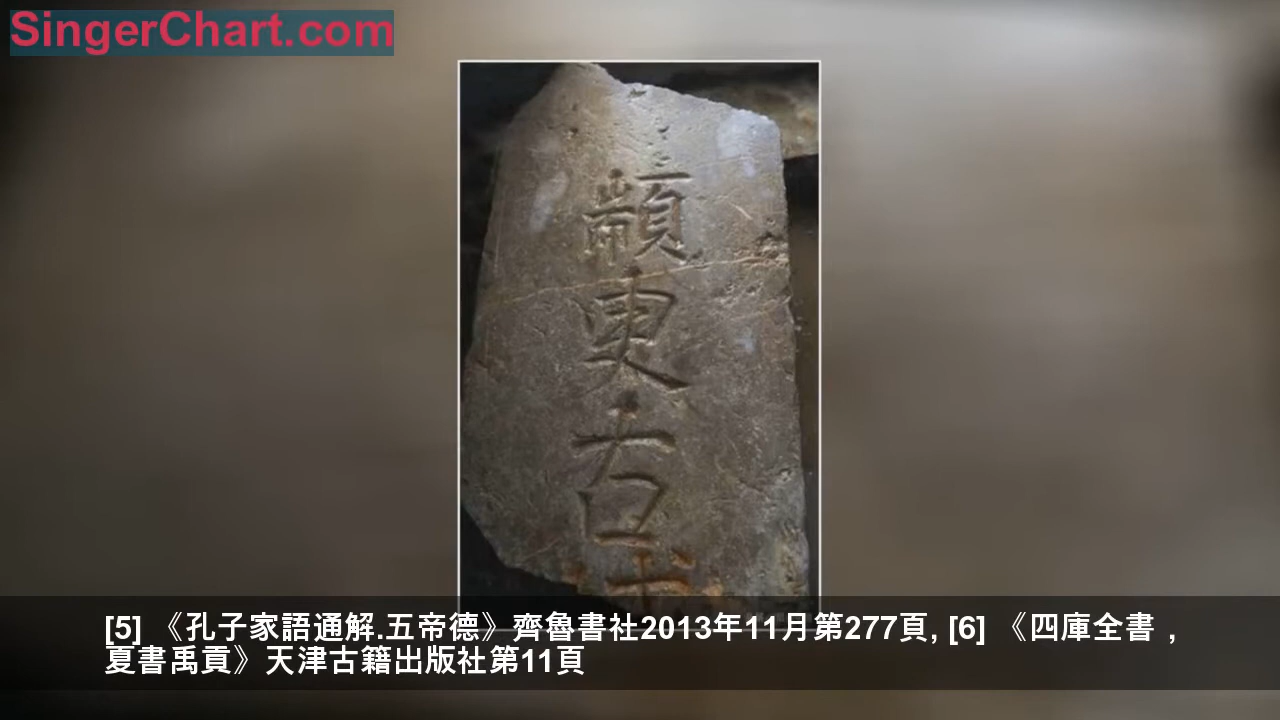 SingerChart.com
顓臾古
[5] 《孔子家語通解.五帝德》齊魯書社2013年11月第277頁, [6] 《四庫全書，
夏書禹貢》天津古籍出版社第11頁